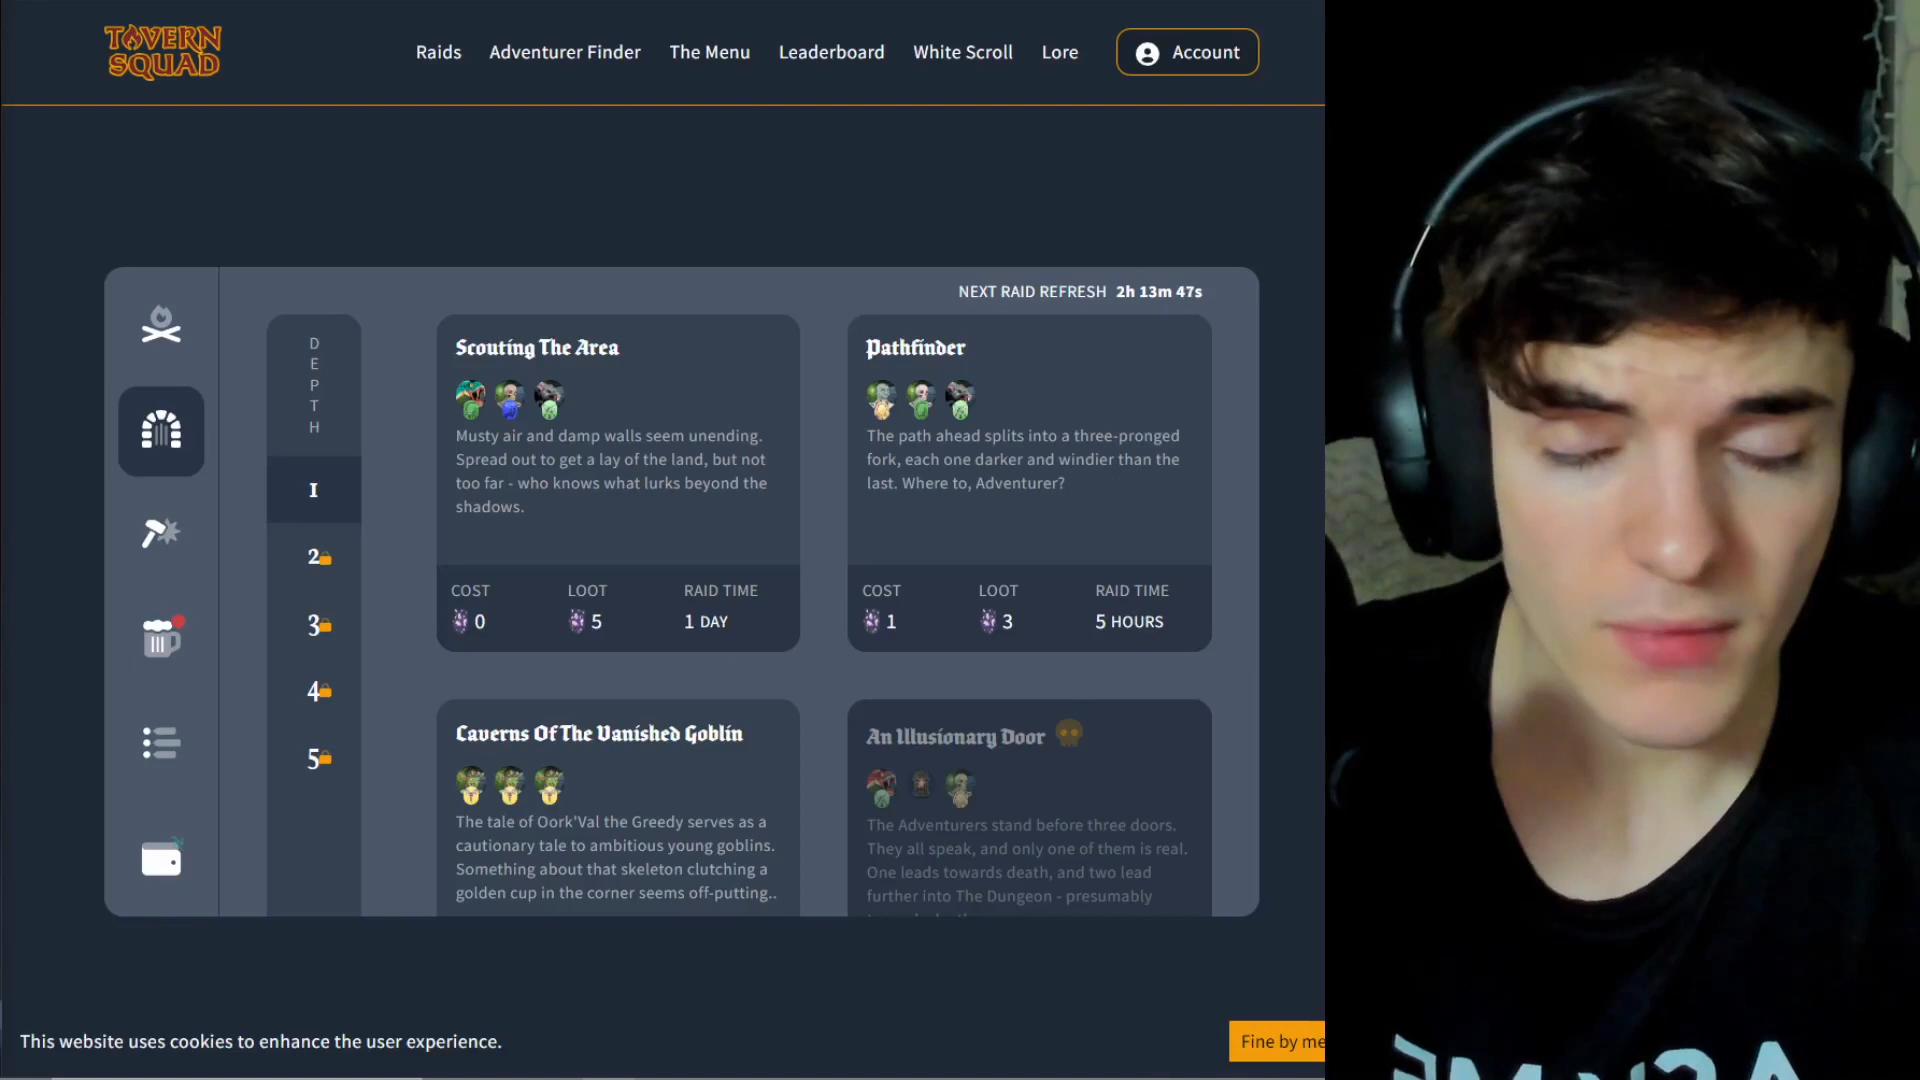 TAVERN
SQUAD
Raids
Adventurer Finder
The Menu
Leaderboard
White Scroll
Lore
Account
NEXT RAID REFRESH 2h 13m 47s
DEPTH
1
2
3
4
5
Scouting The Area
Musty air and damp walls seem unending.
Spread out to get a lay of the land, but not
too far - who knows what lurks beyond the
shadows.
COST LOOT RAID TIME
0 5 1 DAY
Pathfinder
The path ahead splits into a three-pronged
fork, each one darker and windier than the
last. Where to, Adventurer?
COST LOOT RAID TIME
1 3 5 HOURS
Caverns Of The Vanished Goblin
The tale of Oork'Val the Greedy serves as a
cautionary tale to ambitious young goblins.
Something about that skeleton clutching a
golden cup in the corner seems off-putting..
An Illusionary Door
The Adventurers stand before three doors.
They all speak, and only one of them is real.
One leads towards death, and two lead
further into The Dungeon - presumably
This website uses cookies to enhance the user experience.
Fine by me